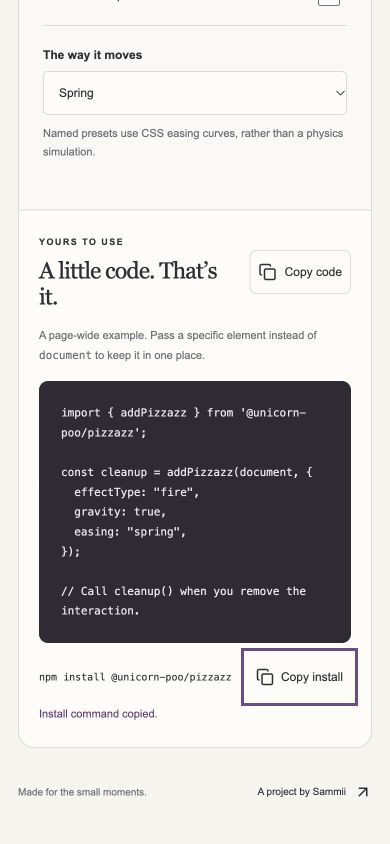 The way it moves
Spring
Named presets use CSS easing curves, rather than a physics
simulation.
YOURS TO USE
A little code. That’s
it.
Copy code
A page-wide example. Pass a specific element instead of
document to keep it in one place.
import { addPizzazz } from '@unicorn-
poo/pizzazz';
const cleanup = addPizzazz(document, {
  effectType: "fire",
  gravity: true,
  easing: "spring",
});
// Call cleanup() when you remove the
interaction.
npm install @unicorn-poo/pizzazz
Copy install
Install command copied.
Made for the small moments.
A project by Sammii